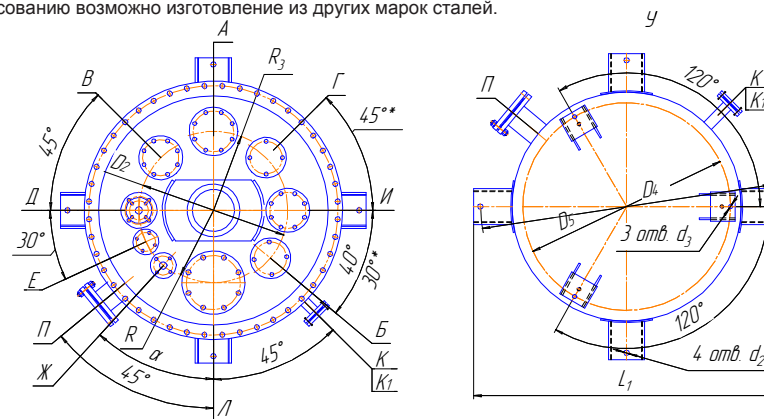 сованию возможно изготовление из других марок сталей.
А
R3
В
Г
45°
45°*
D2
Д
И
30°
40°
30°*
Е
П
Ж
R
α
45°
45°
Б
К
К1
Л
У
П
120°
К
К1
D4
D5
3 отв. d3
120°
4 отв. d2
L1